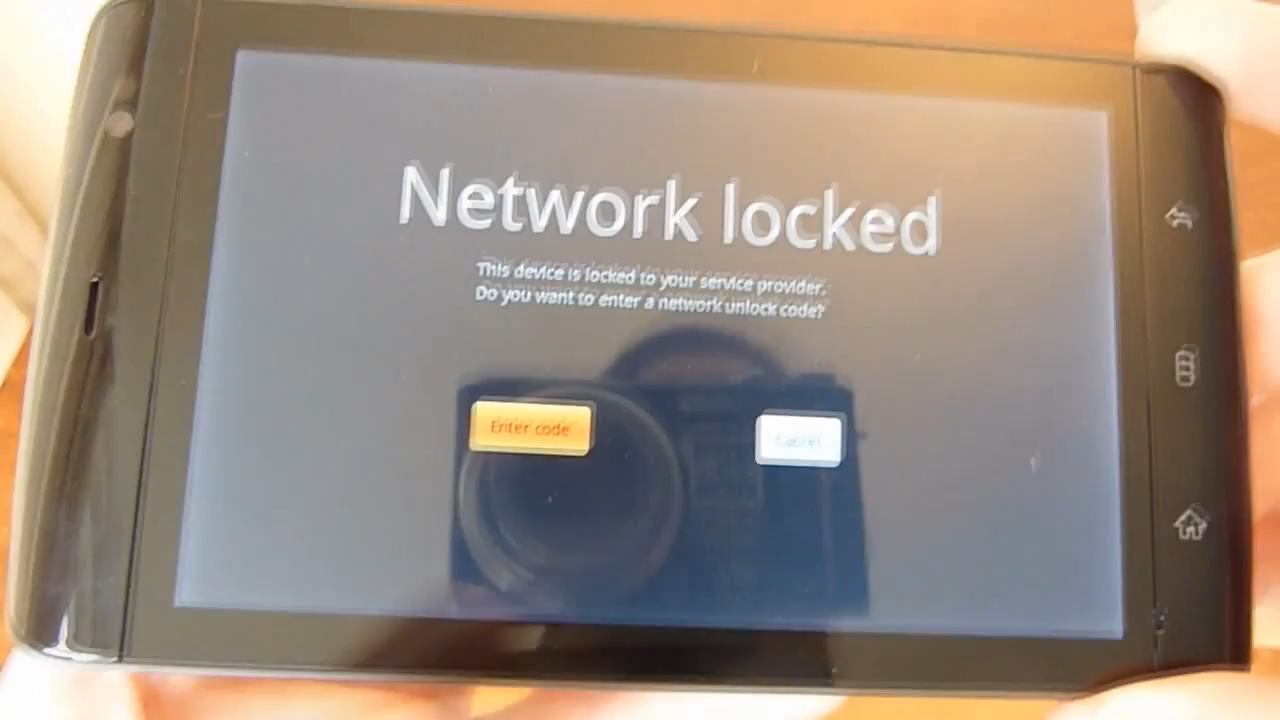 Network locked
This device is locked to your service provider.
Do you want to enter a network unlock code?
Enter code
Cancel